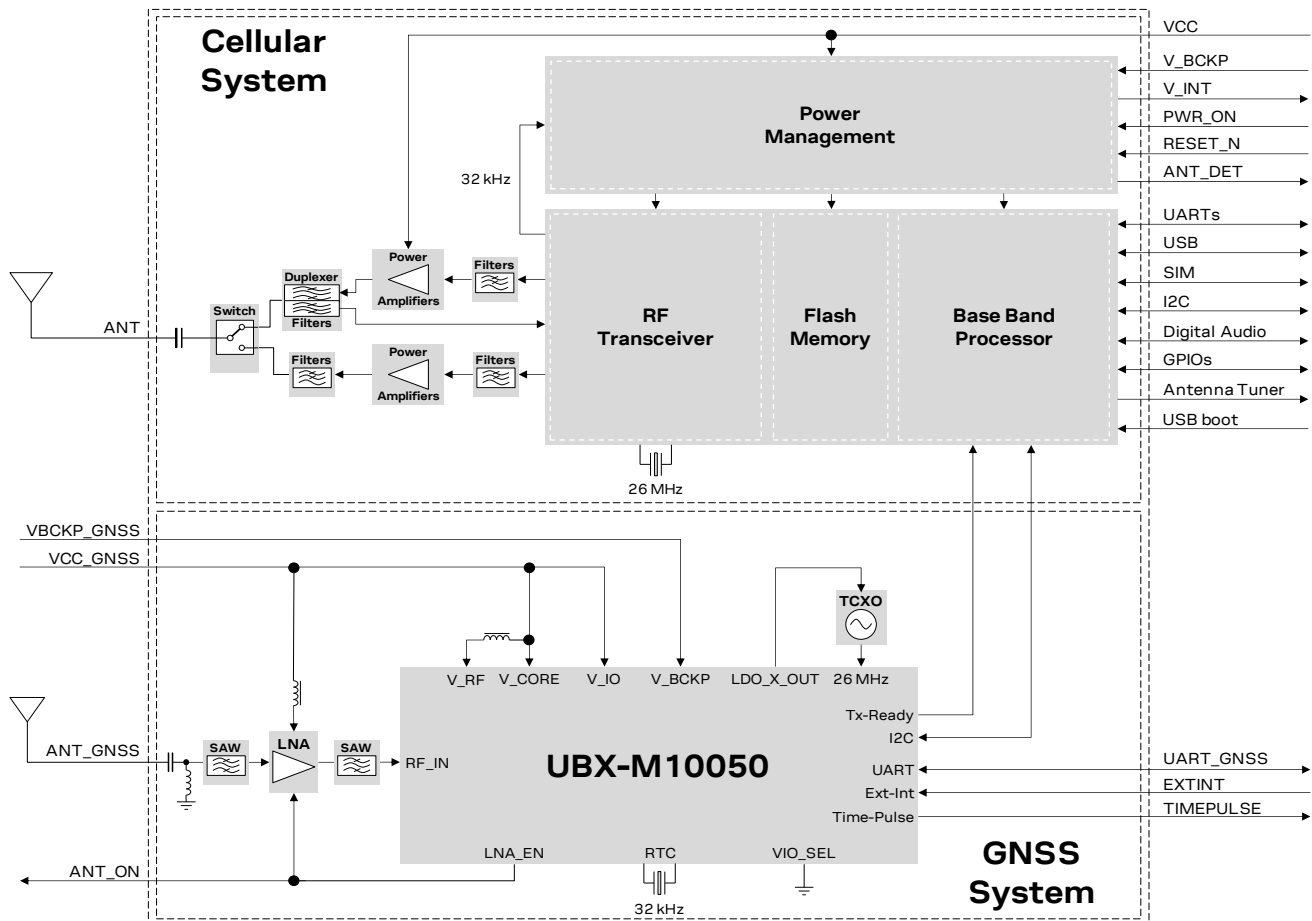 Cellular
System
VCC
V_BCKP
V_INT
PWR_ON
RESET_N
ANT_DET
Power
Management
32 kHz
UARTs
USB
SIM
I2C
Digital Audio
GPIOs
Antenna Tuner
USB boot
RF
Transceiver
Flash
Memory
Base Band
Processor
Power
Amplifiers
Filters
Duplexer
Filters
Switch
ANT
Filters
Power
Amplifiers
Filters
26 MHz
VBCKP_GNSS
VCC_GNSS
TCXO
V_RF
V_CORE
V_IO
V_BCKP
LDO_X_OUT
26 MHz
Tx-Ready
I2C
UART
Ext-Int
Time-Pulse
UBX-M10050
RF_IN
SAW
LNA
SAW
ANT_GNSS
UART_GNSS
EXTINT
TIMEPULSE
LNA_EN
RTC
VIO_SEL
ANT_ON
32 kHz
GNSS
System